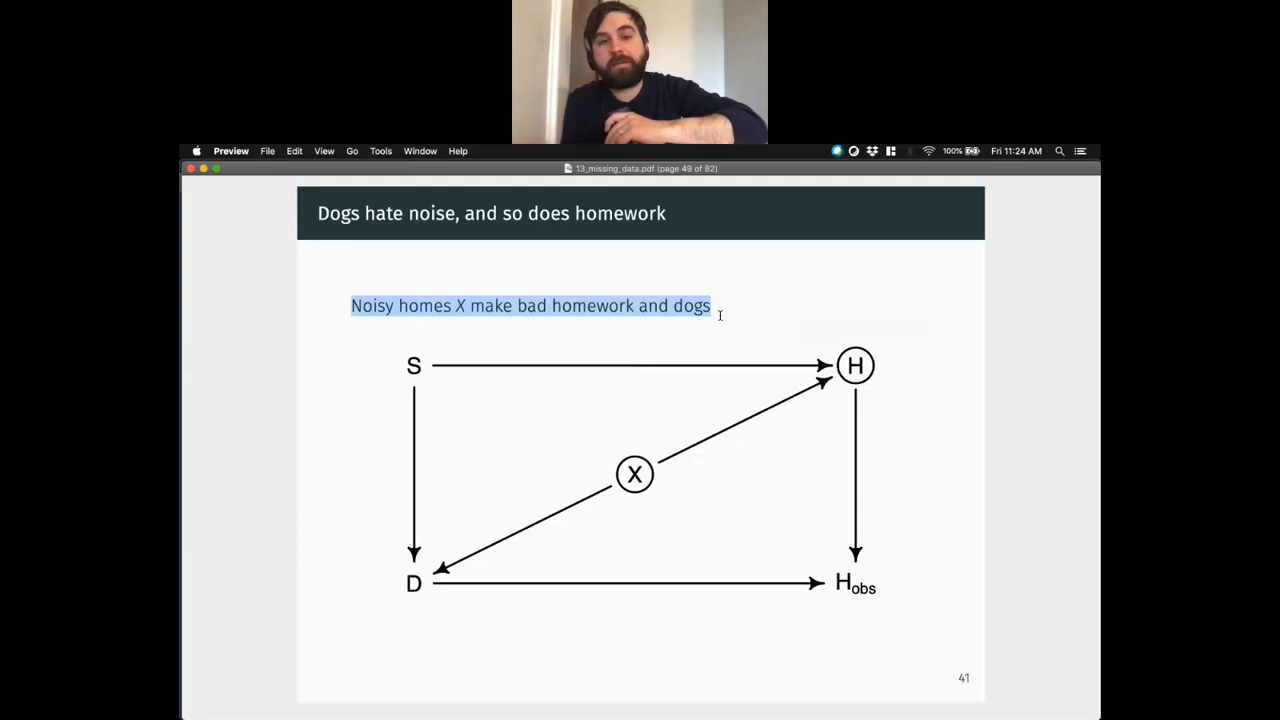 Preview File Edit View Go Tools Window Help 100% Fri 11:24 AM
13_missing_data.pdf (page 49 of 82)
Dogs hate noise, and so does homework
Noisy homes X make bad homework and dogs
S H
X
D Hobs
41